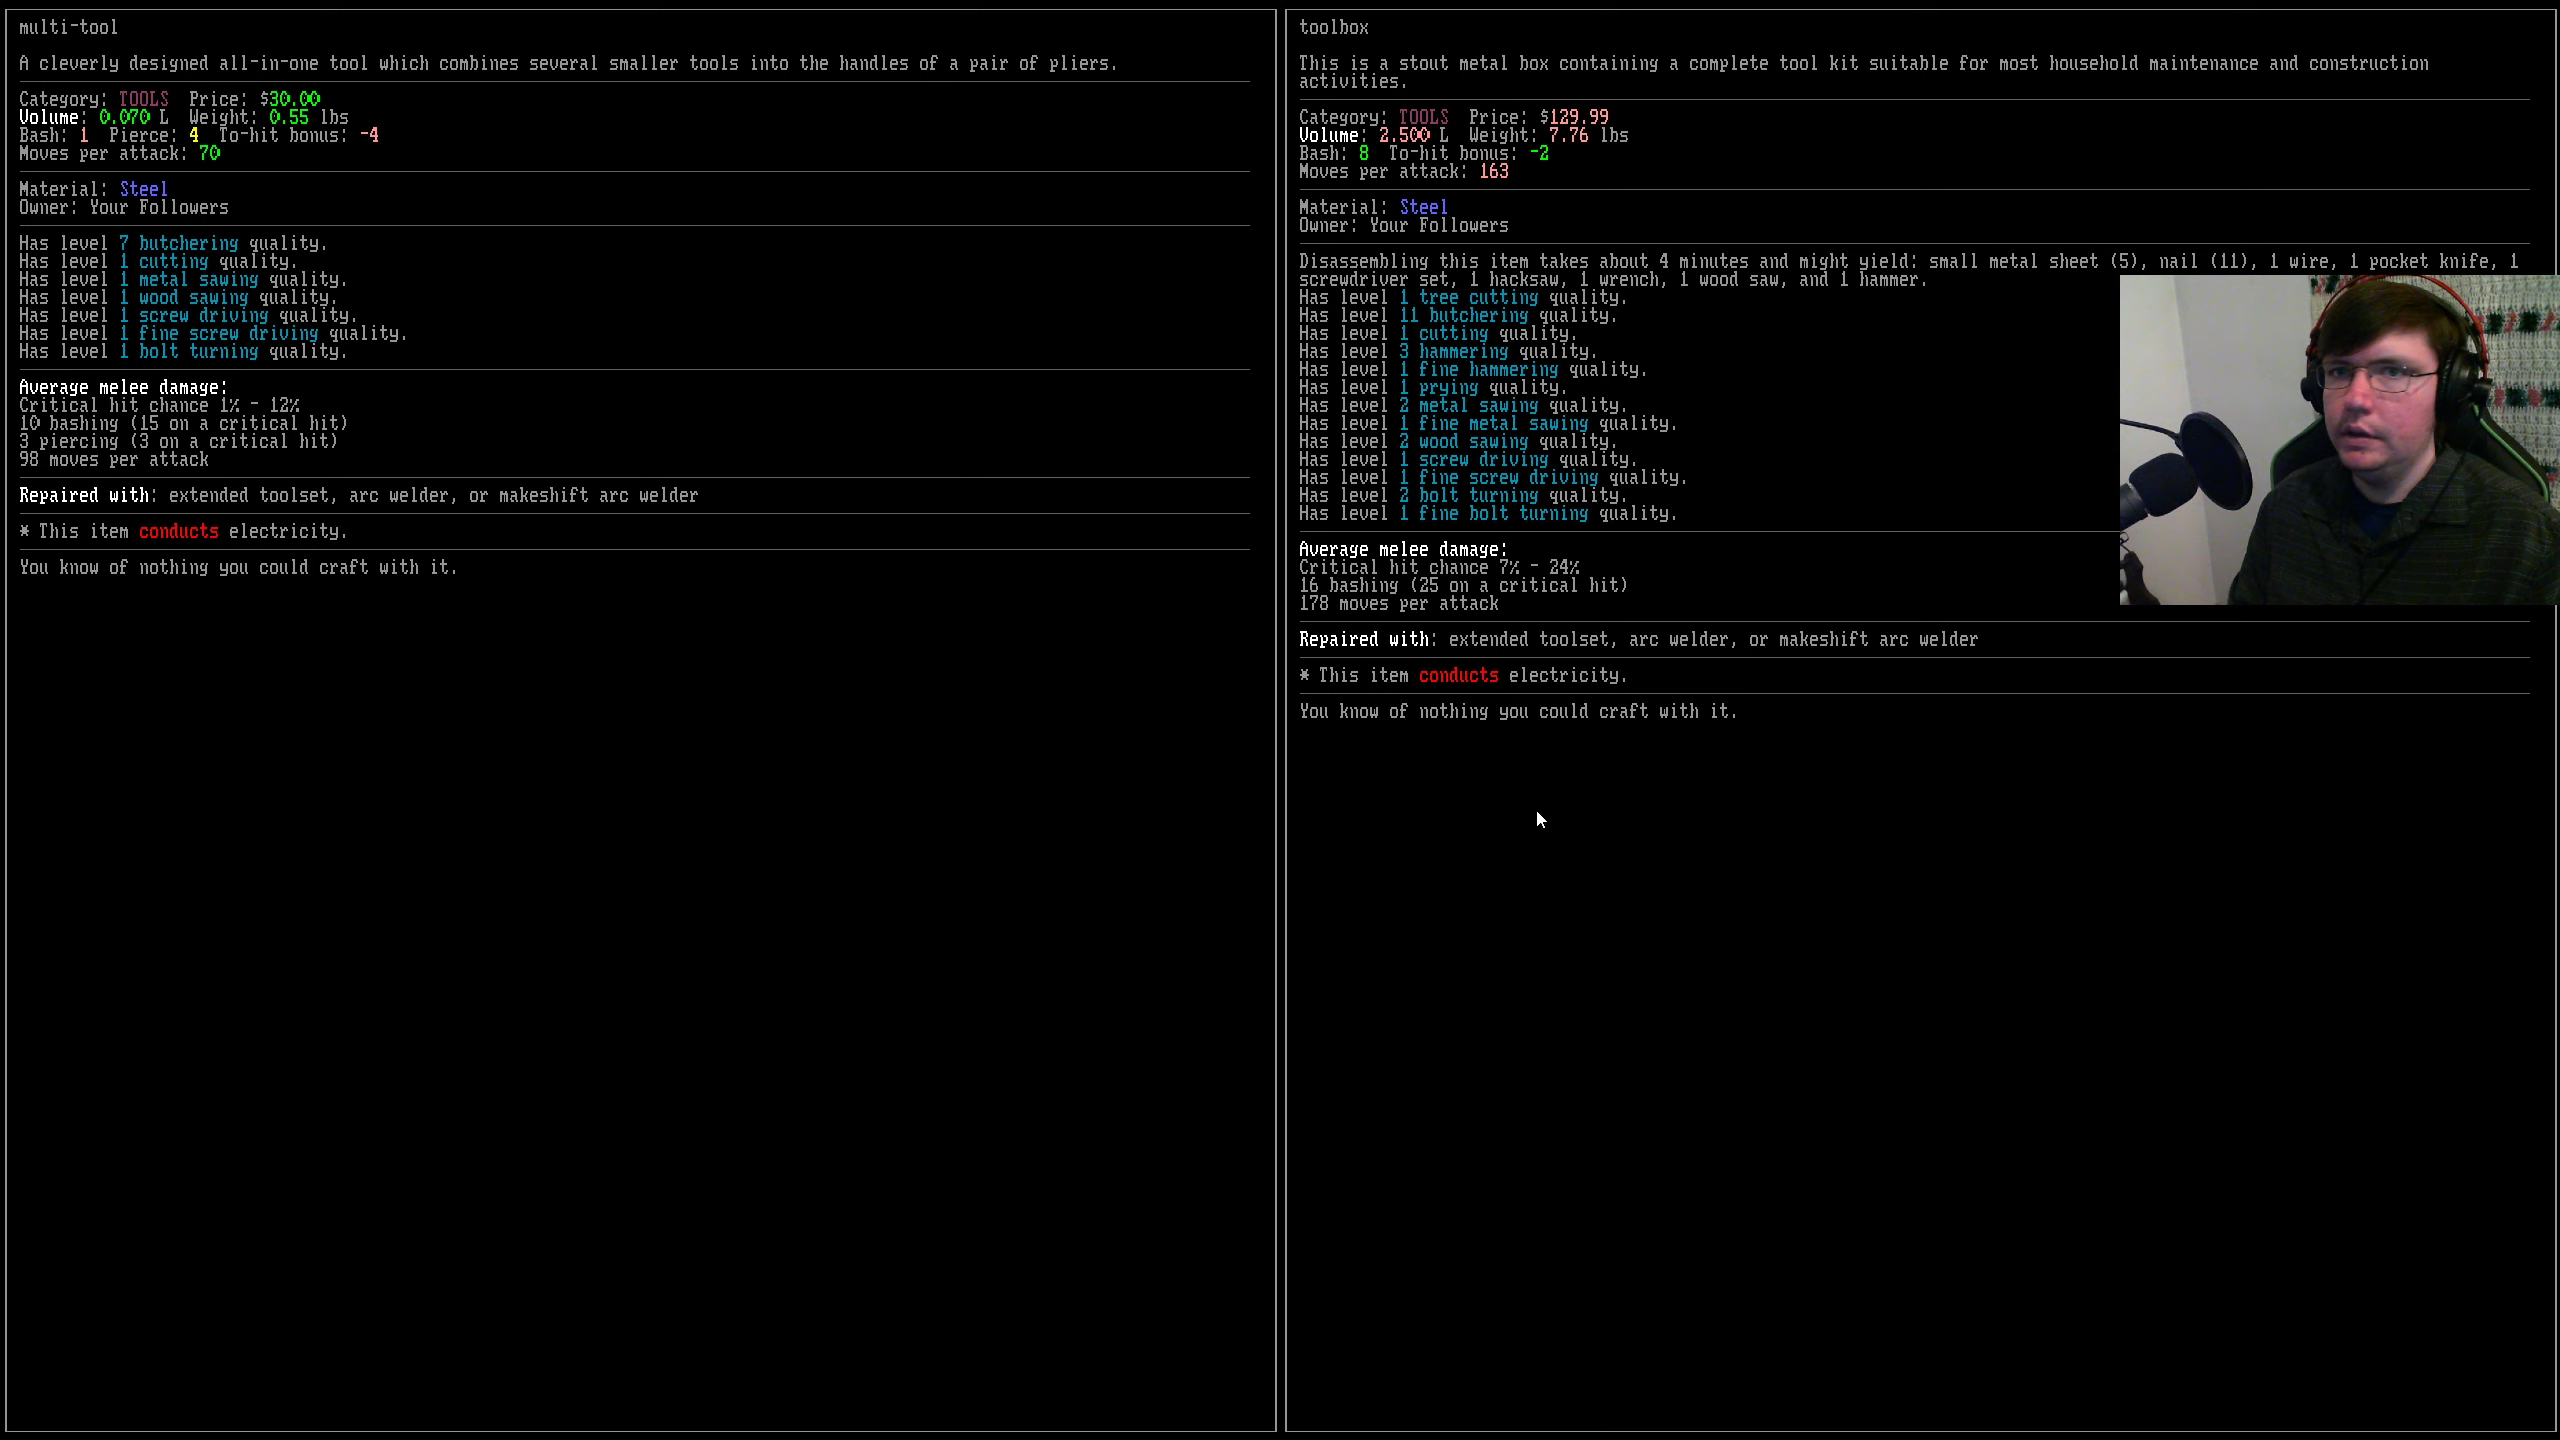 multi-tool
A cleverly designed all-in-one tool which combines several smaller tools into the handles of a pair of pliers.
Category: TOOLS  Price: $30.00
Volume: 0.070 L  Weight: 0.55 lbs
Bash: 1  Pierce: 4  To-hit bonus: -4
Moves per attack: 70
Material: Steel
Owner: Your Followers
Has level 7 butchering quality.
Has level 1 cutting quality.
Has level 1 metal sawing quality.
Has level 1 wood sawing quality.
Has level 1 screw driving quality.
Has level 1 fine screw driving quality.
Has level 1 bolt turning quality.
Average melee damage:
Critical hit chance 1% - 12%
10 bashing (15 on a critical hit)
3 piercing (3 on a critical hit)
98 moves per attack
Repaired with: extended toolset, arc welder, or makeshift arc welder
* This item conducts electricity.
You know of nothing you could craft with it.
toolbox
This is a stout metal box containing a complete tool kit suitable for most household maintenance and construction
activities.
Category: TOOLS  Price: $129.99
Volume: 2.500 L  Weight: 7.76 lbs
Bash: 8  To-hit bonus: -2
Moves per attack: 163
Material: Steel
Owner: Your Followers
Disassembling this item takes about 4 minutes and might yield: small metal sheet (5), nail (11), 1 wire, 1 pocket knife, 1
screwdriver set, 1 hacksaw, 1 wrench, 1 wood saw, and 1 hammer.
Has level 1 tree cutting quality.
Has level 11 butchering quality.
Has level 1 cutting quality.
Has level 3 hammering quality.
Has level 1 fine hammering quality.
Has level 1 prying quality.
Has level 2 metal sawing quality.
Has level 1 fine metal sawing quality.
Has level 2 wood sawing quality.
Has level 1 screw driving quality.
Has level 1 fine screw driving quality.
Has level 2 bolt turning quality.
Has level 1 fine bolt turning quality.
Average melee damage:
Critical hit chance 7% - 24%
16 bashing (25 on a critical hit)
178 moves per attack
Repaired with: extended toolset, arc welder, or makeshift arc welder
* This item conducts electricity.
You know of nothing you could craft with it.